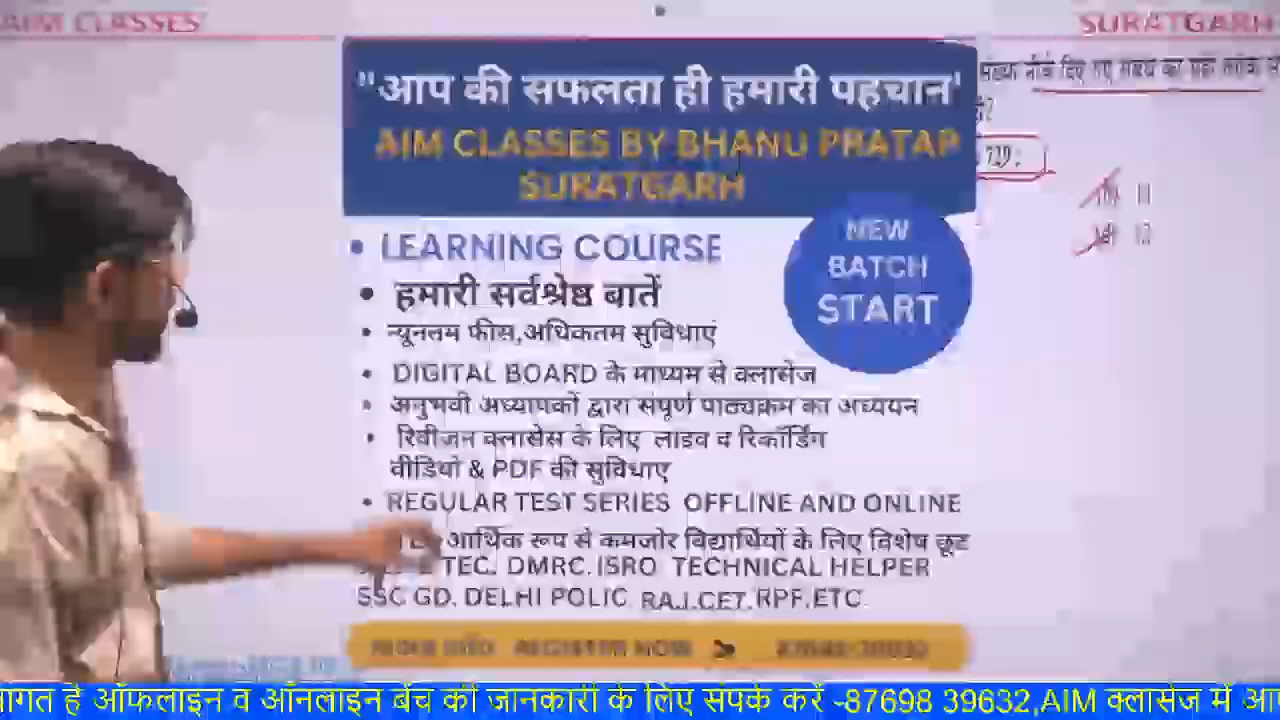 AIM CLASSES
SURATGARH
"आप की सफलता ही हमारी पहचान'
AIM CLASSES BY BHANU PRATAP
SURATGARH
NEW
BATCH
START
• LEARNING COURSE
• हमारी सर्वश्रेष्ठ बातें
• न्यूनतम फीस,अधिकतम सुविधाएं
• DIGITAL BOARD के माध्यम से क्लासेज
• अनुभवी अध्यापकों द्वारा संपूर्ण पाठ्यक्रम का अध्ययन
• रिवीजन क्लासेस के लिए लाइव व रिकॉर्डिंग
वीडियो & PDF की सुविधाए
• REGULAR TEST SERIES OFFLINE AND ONLINE
आर्थिक रूप से कमजोर विद्यार्थियों के लिए विशेष छूट
TEC. DMRC. ISRO TECHNICAL HELPER
SSC GD. DELHI POLIC RAJ.CET. RPF.ETC
REGISTER NOW
नीचे दिए गए
है?
729:
11
स्वागत है ऑफलाइन व ऑनलाइन बैच की जानकारी के लिए संपर्क करें -87698 39632,AIM क्लासेज में आ